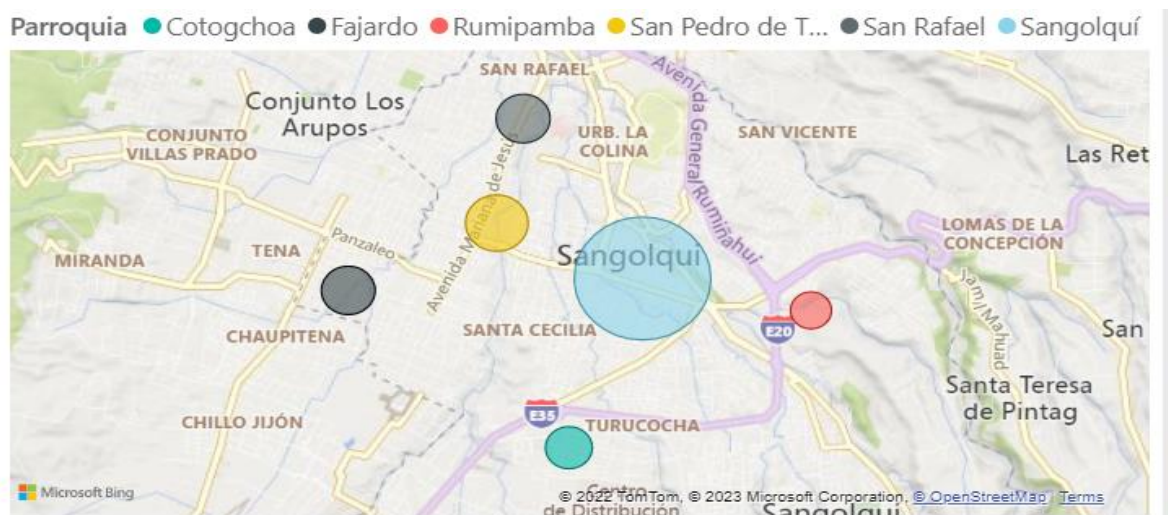 Parroquia Cotogchoa Fajardo Rumipamba San Pedro de T... San Rafael Sangolquí
SAN RAFAEL
Conjunto Los
Arupos
CONJUNTO
VILLAS PRADO
URB. LA
COLINA
SAN VICENTE
Las Ret
Avenida General Rumiñahui
Avenida Mariana de Jesús
LOMAS DE LA
CONCEPCIÓN
TENA
Panzaleo
MIRANDA
Sangolqui
Jam¡ Mahuad
CHAUPITENA
SANTA CECILIA
E20
San
Santa Teresa
de Pintag
CHILLO JIJÓN
E35
TURUCOCHA
Microsoft Bing
Centro
de Distribución
Sangolqui
© 2022 TomTom, © 2023 Microsoft Corporation, © OpenStreetMap Terms